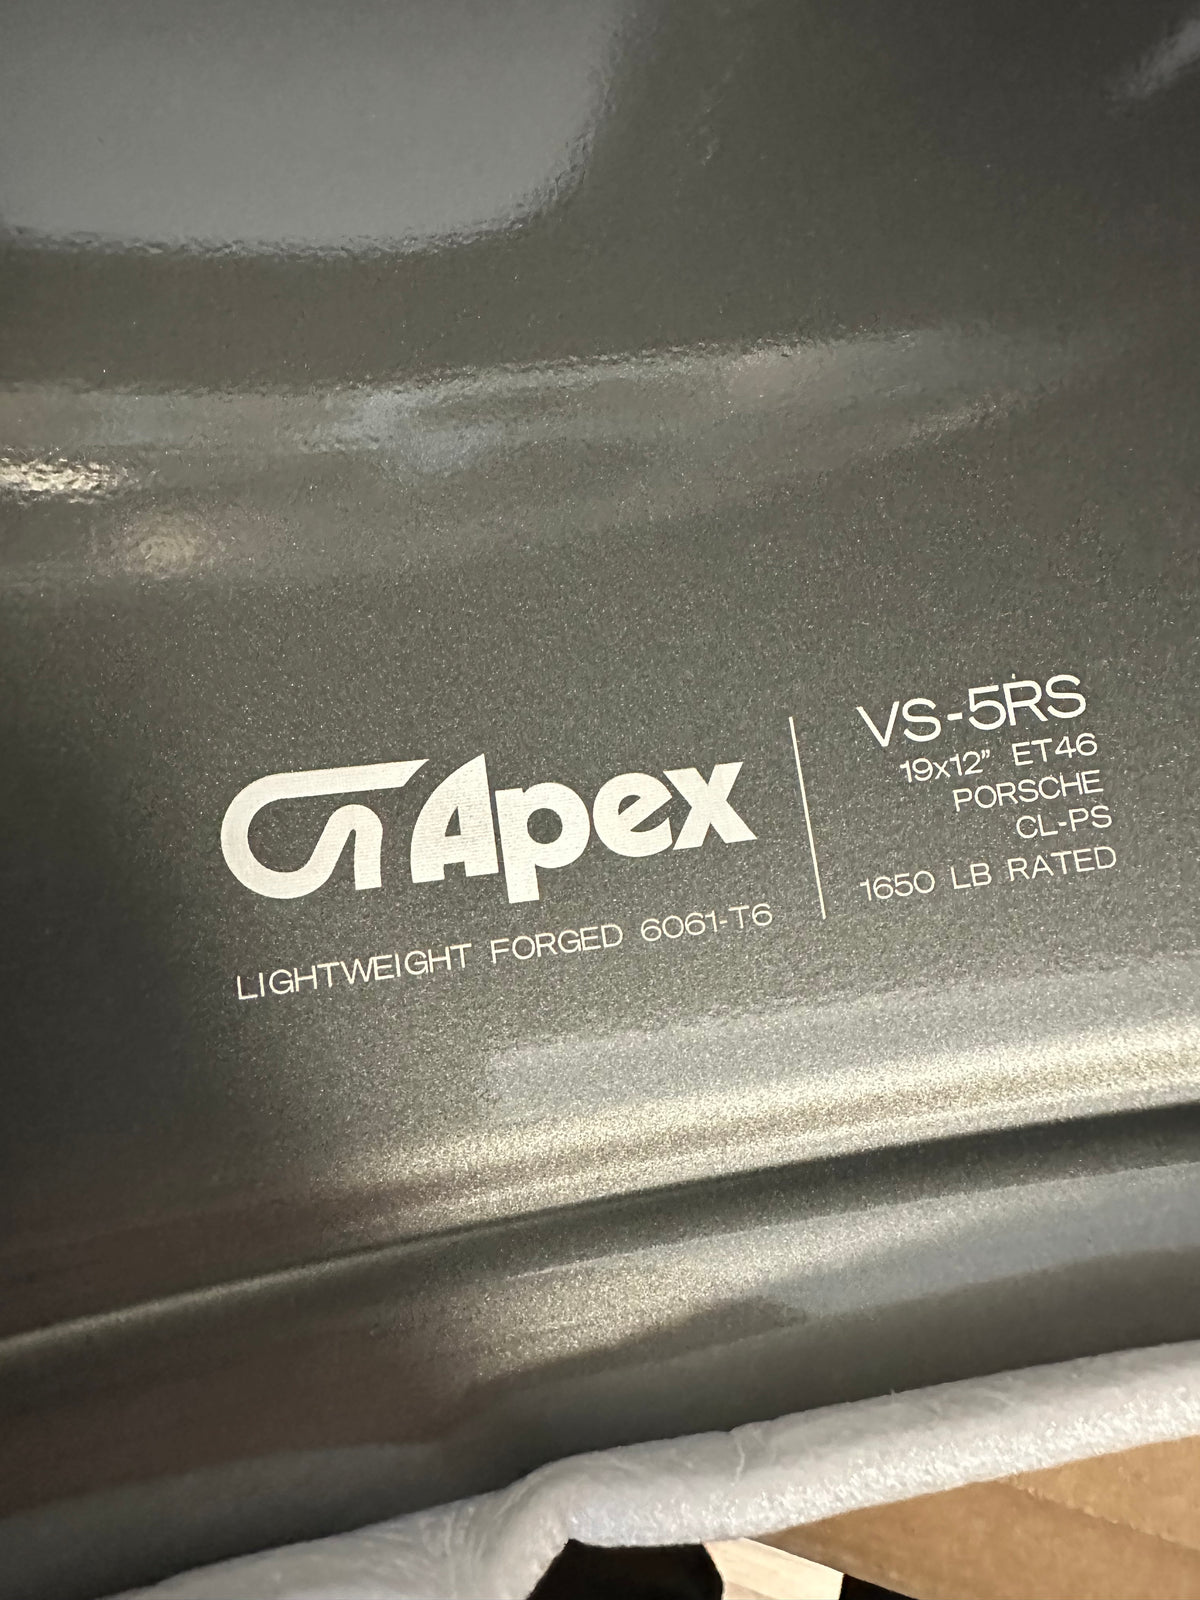 Apex
LIGHTWEIGHT FORGED 6061-T6
VS-5RS
19x12” ET46
PORSCHE
CL-PS
1650 LB RATED